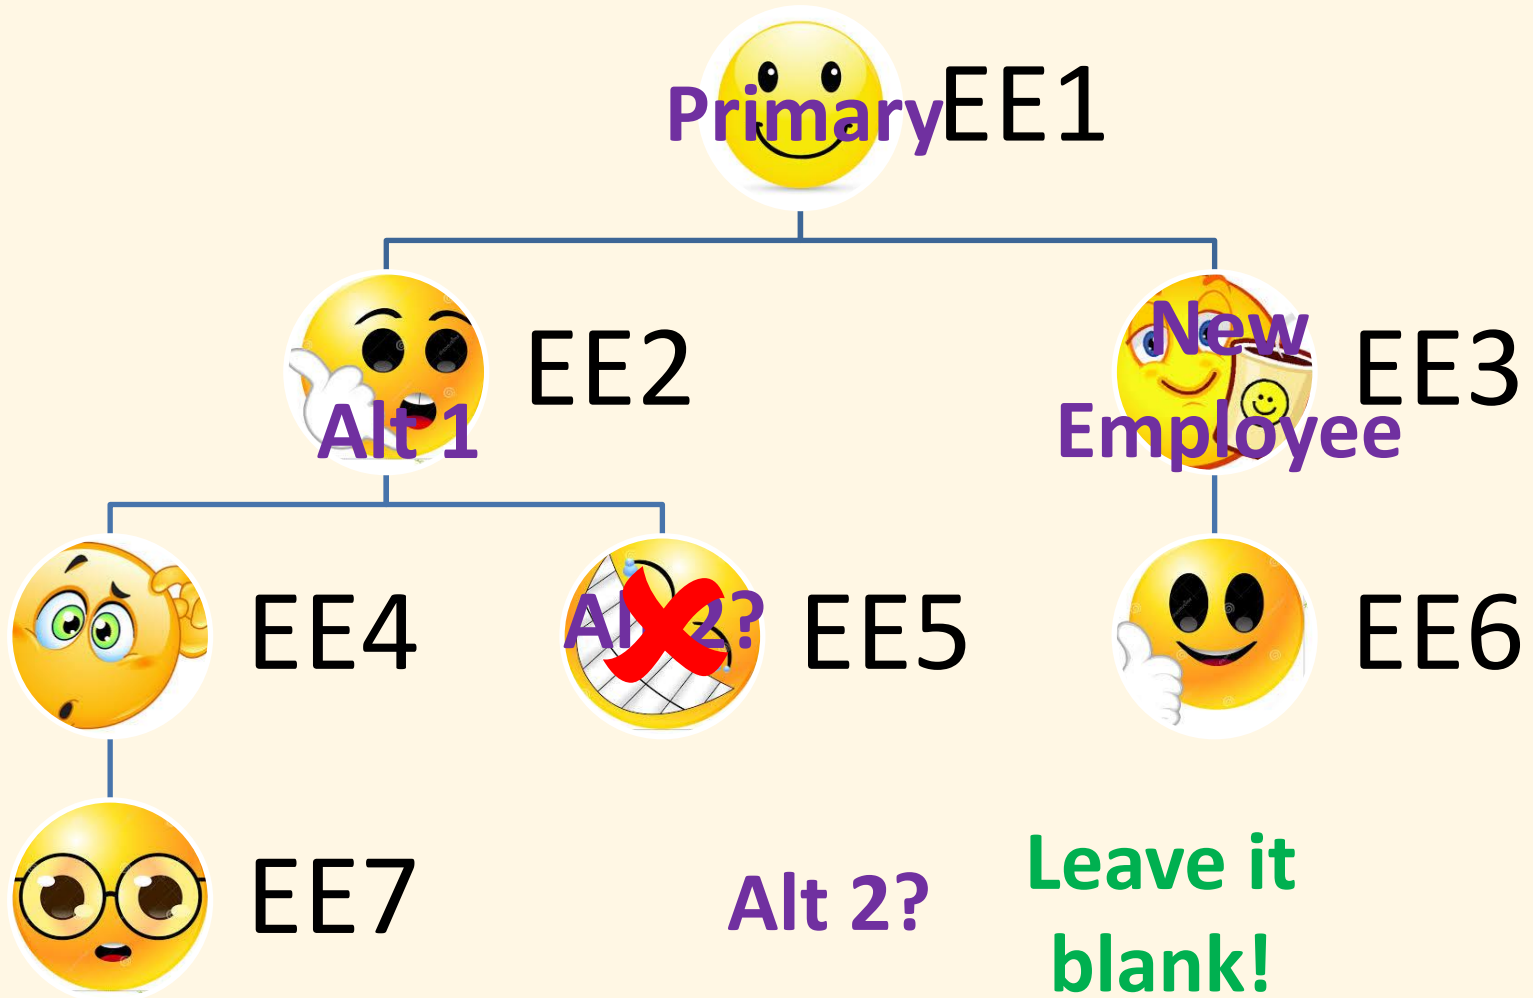 Primary EE1
EE2
Alt 1
New
Employee
EE3
EE4
Alt 2?
EE5
EE6
EE7
Alt 2?
Leave it
blank!